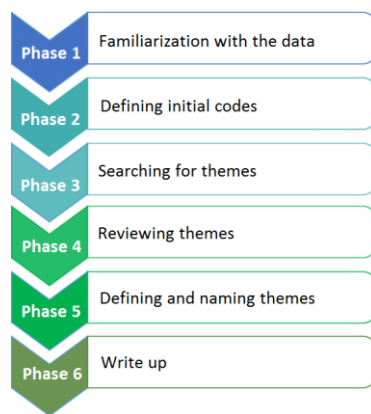 Phase 1
Familiarization with the data
Phase 2
Defining initial codes
Phase 3
Searching for themes
Phase 4
Reviewing themes
Phase 5
Defining and naming themes
Phase 6
Write up